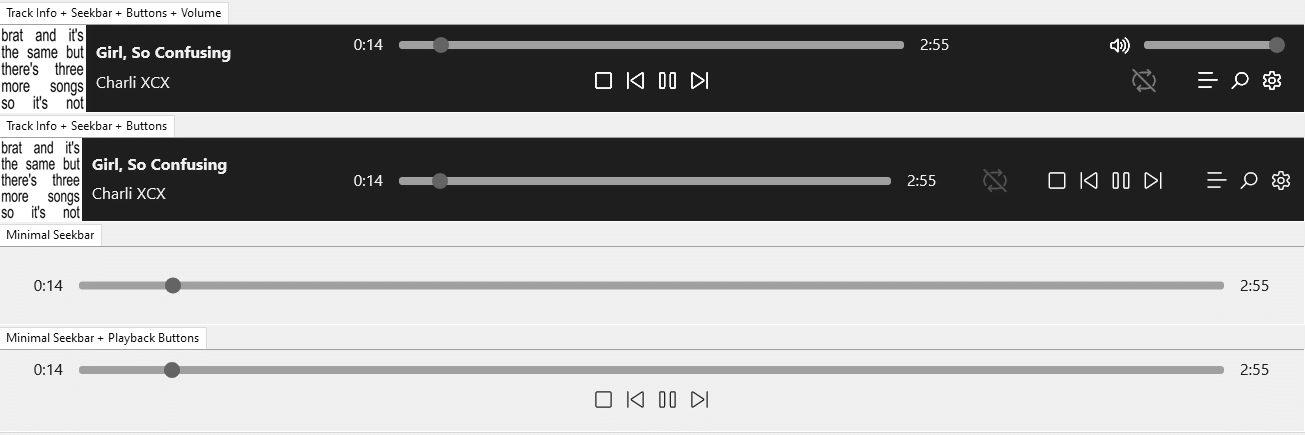 Track Info + Seekbar + Buttons + Volume
brat and it's
the same but
there's three
more songs
so it's not
Girl, So Confusing
Charli XCX
0:14
2:55
Track Info + Seekbar + Buttons
brat and it's
the same but
there's three
more songs
so it's not
Girl, So Confusing
Charli XCX
0:14
2:55
Minimal Seekbar
0:14
2:55
Minimal Seekbar + Playback Buttons
0:14
2:55